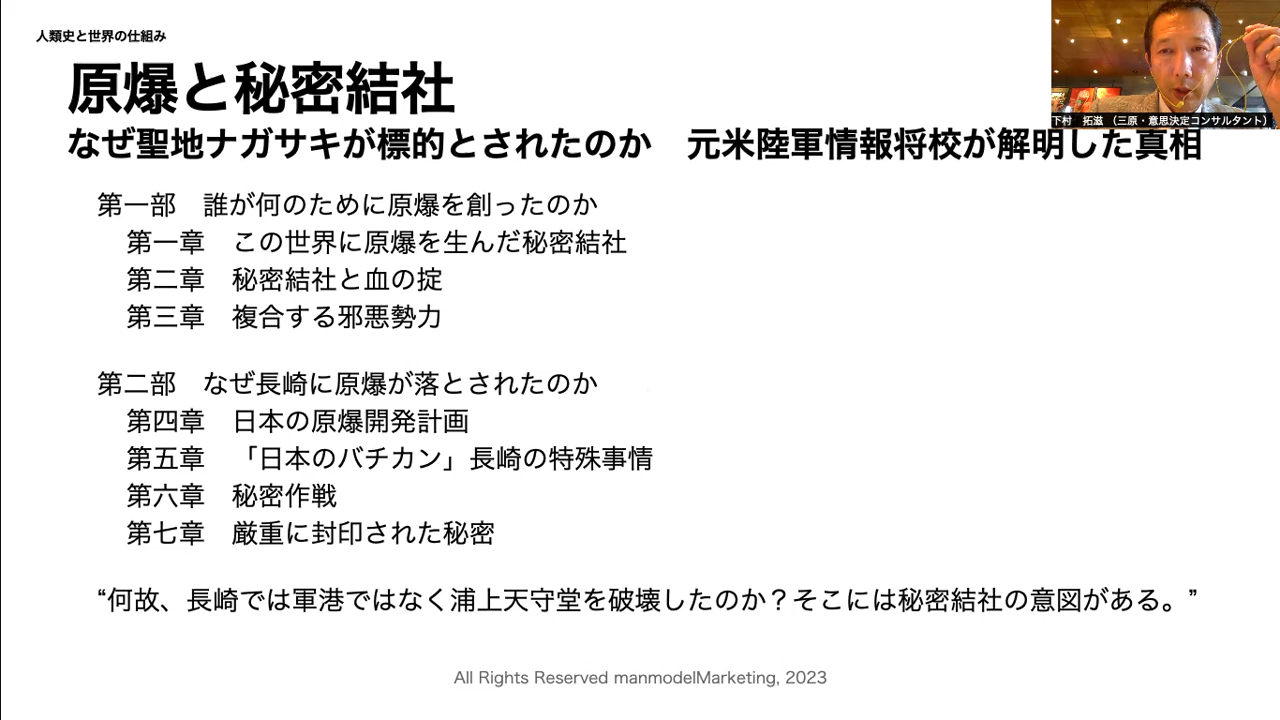 人類史と世界の仕組み
原爆と秘密結社
なぜ聖地ナガサキが標的とされたのか　元米陸軍情報将校が解明した真相
下村　拓滋 （三原・意思決定コンサルタント）
第一部　誰が何のために原爆を創ったのか
第一章　この世界に原爆を生んだ秘密結社
第二章　秘密結社と血の掟
第三章　複合する邪悪勢力
第二部　なぜ長崎に原爆が落とされたのか
第四章　日本の原爆開発計画
第五章　「日本のバチカン」長崎の特殊事情
第六章　秘密作戦
第七章　厳重に封印された秘密
“何故、長崎では軍港ではなく浦上天守堂を破壊したのか？そこには秘密結社の意図がある。”
All Rights Reserved manmodelMarketing, 2023